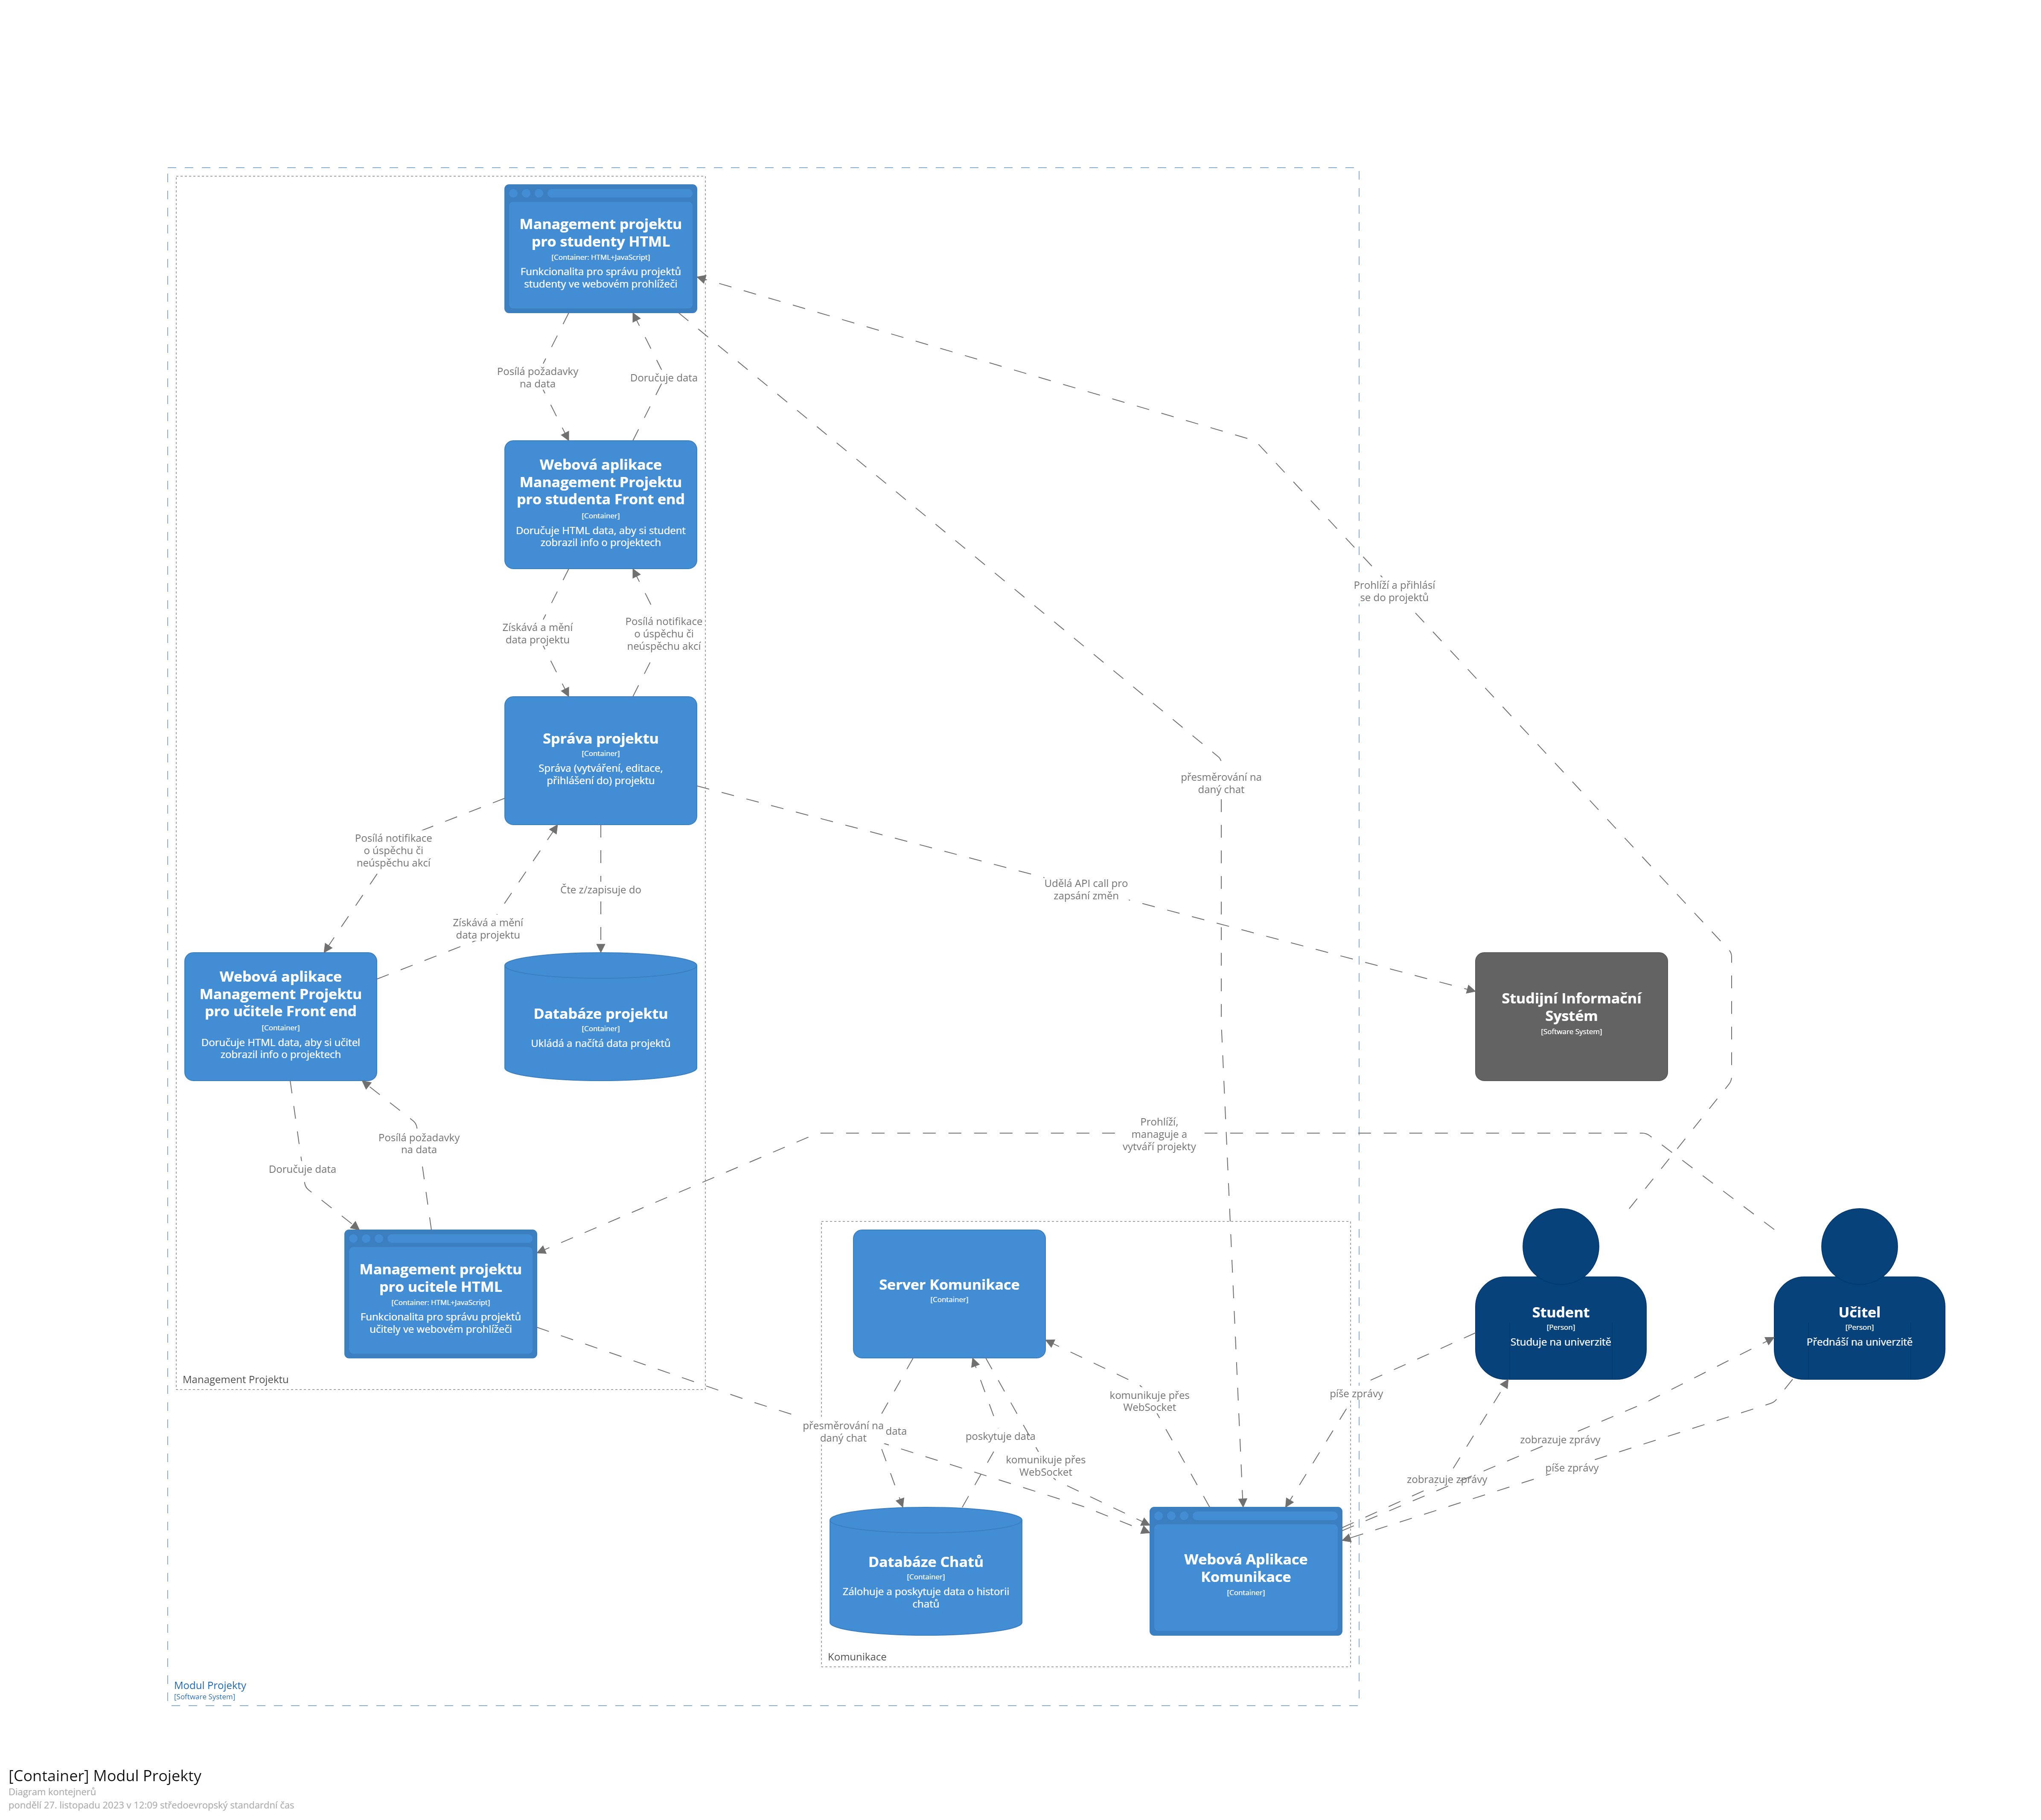 Management projektu
pro studenty HTML
[Container: HTML+JavaScript]
Funkcionalita pro správu projektů
studenty ve webovém prohlížeči
Posílá požadavky
na data
Doručuje data
Webová aplikace
Management Projektu
pro studenta Front end
[Container]
Doručuje HTML data, aby si student
zobrazil info o projektech
Prohlíží a přihlásí
se do projektů
Získává a mění
data projektu
Posílá notifikace
o úspěchu či
neúspěchu akcí
Správa projektu
[Container]
Správa (vytváření, editace,
přihlášení do) projektu
přesměrování na
daný chat
Posílá notifikace
o úspěchu či
neúspěchu akcí
Čte z/zapisuje do
Udělá API call pro
zapsání změn
Získává a mění
data projektu
Webová aplikace
Management Projektu
pro učitele Front end
[Container]
Doručuje HTML data, aby si učitel
zobrazil info o projektech
Databáze projektu
[Container]
Ukládá a načítá data projektů
Studijní Informační
Systém
[Software System]
Posílá požadavky
na data
Doručuje data
Prohlíží,
managuje a
vytváří projekty
Management projektu
pro ucitele HTML
[Container: HTML+JavaScript]
Funkcionalita pro správu projektů
učitely ve webovém prohlížeči
Management Projektu
Server Komunikace
[Container]
Student
[Person]
Studuje na univerzitě
Učitel
[Person]
Přednáší na univerzitě
komunikuje přes
WebSocket
píše zprávy
přesměrování na
daný chat
data
poskytuje data
komunikuje přes
WebSocket
zobrazuje zprávy
píše zprávy
zobrazuje zprávy
Databáze Chatů
[Container]
Zálohuje a poskytuje data o historii
chatů
Webová Aplikace
Komunikace
[Container]
Komunikace
Modul Projekty
[Software System]
[Container] Modul Projekty
Diagram kontejnerů
pondělí 27. listopadu 2023 v 12:09 středoevropský standardní čas